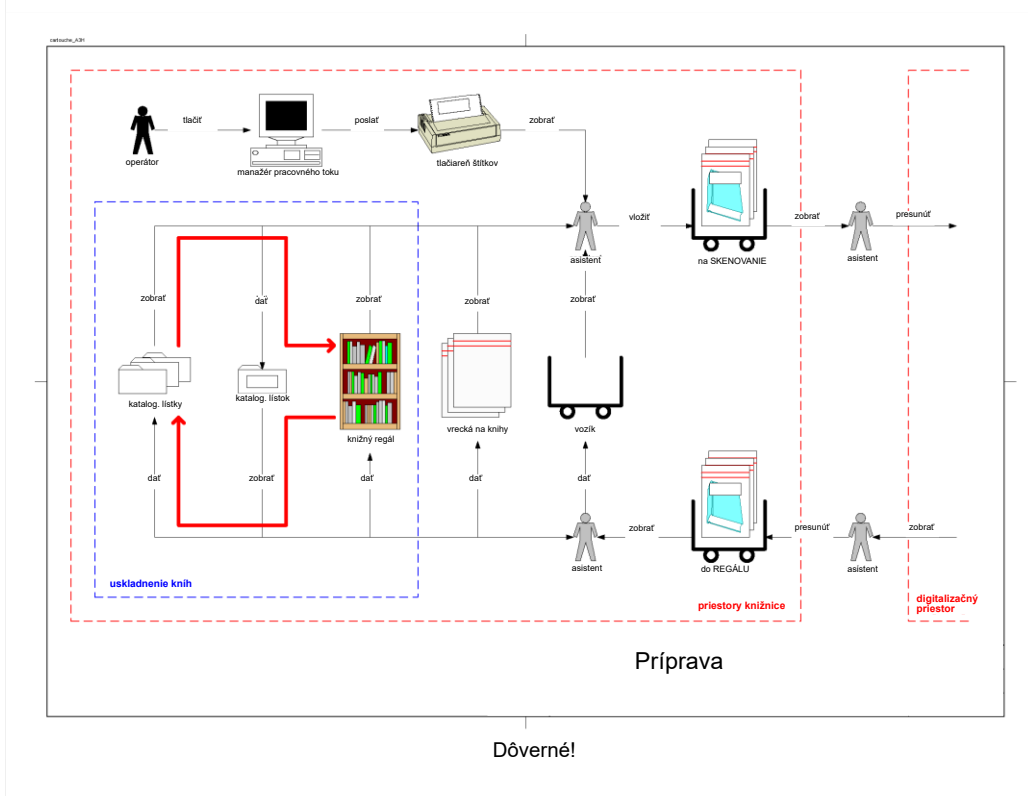 cartouche_A3H
tlačiť
poslať
zobrať
operátor
manažér pracovného toku
tlačiareň štítkov
vložiť
zobrať
presunúť
asistent
na SKENOVANIE
asistent
zobrať
dať
zobrať
zobrať
zobrať
katalog. lístky
katalog. lístok
knižný regál
vrecká na knihy
vozík
dať
zobrať
dať
dať
dať
zobrať
presunúť
zobrať
asistent
do REGÁLU
asistent
uskladnenie kníh
priestory knižnice
digitalizačný
priestor
Príprava
Dôverné!